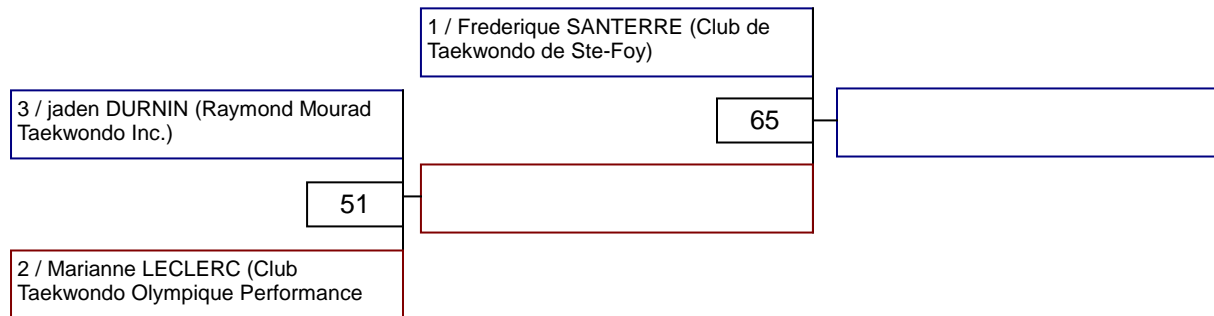 1 / Frederique SANTERRE (Club de
Taekwondo de Ste-Foy)
3 / jaden DURNIN (Raymond Mourad
Taekwondo Inc.)
65
51
2 / Marianne LECLERC (Club
Taekwondo Olympique Performance